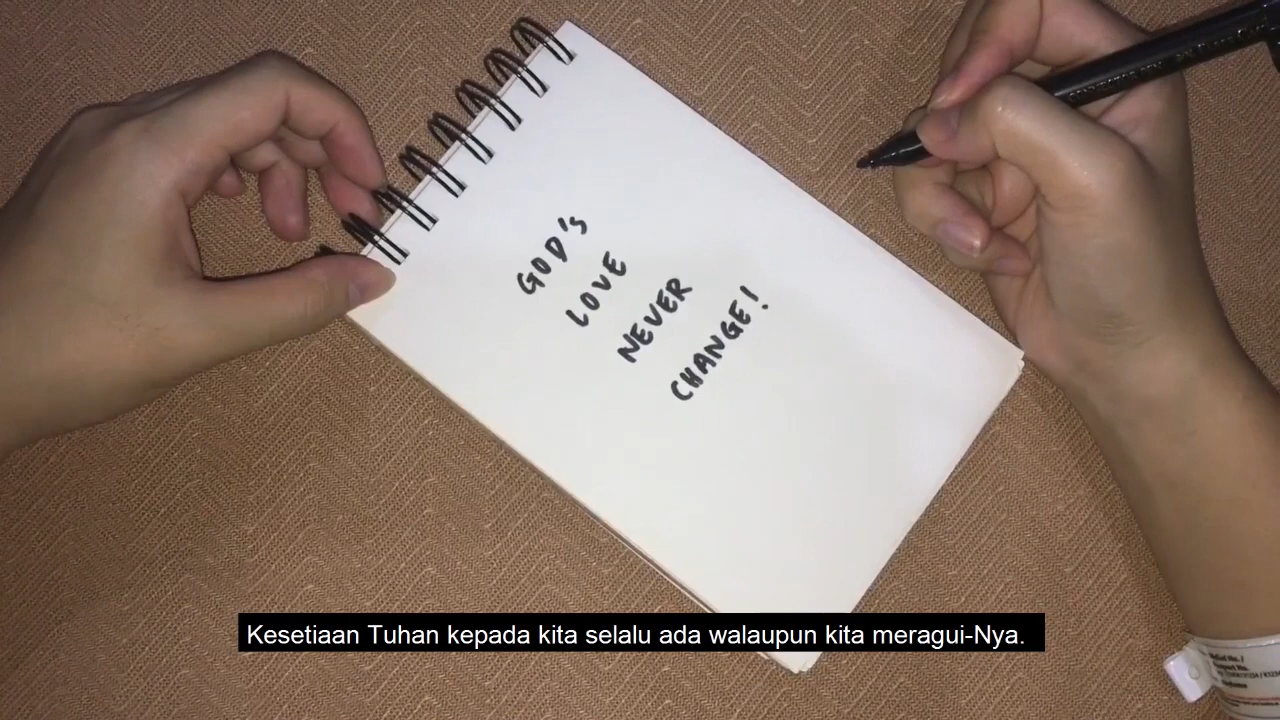 GOD's
LOVE
NEVER
CHANGE!
Kesetiaan Tuhan kepada kita selalu ada walaupun kita meragui-Nya.